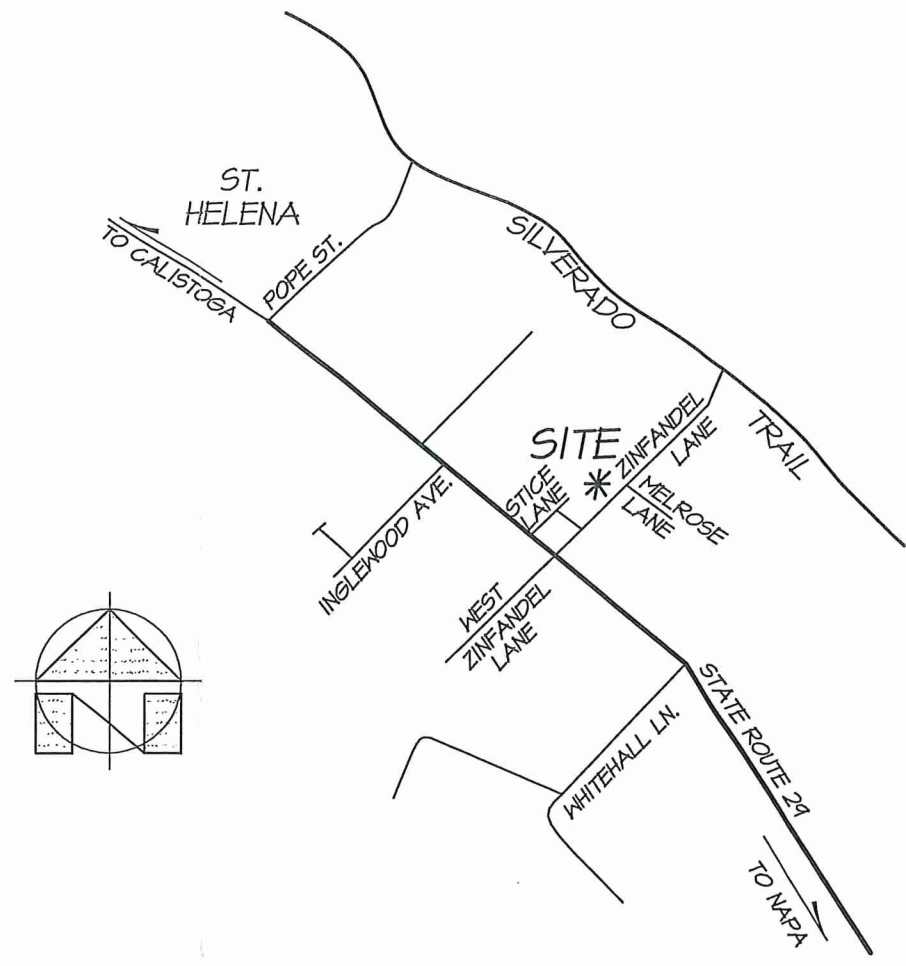 ST.
HELENA
TO CALISTOGA
POPE ST.
SILVERADO
TRAIL
SITE
ZINFANDEL
LANE
STICE
LANE
MELROSE
LANE
INGLEWOOD AVE.
WEST
ZINFANDEL
LANE
STATE ROUTE 29
WHITEHALL LN.
TO NAPA
N